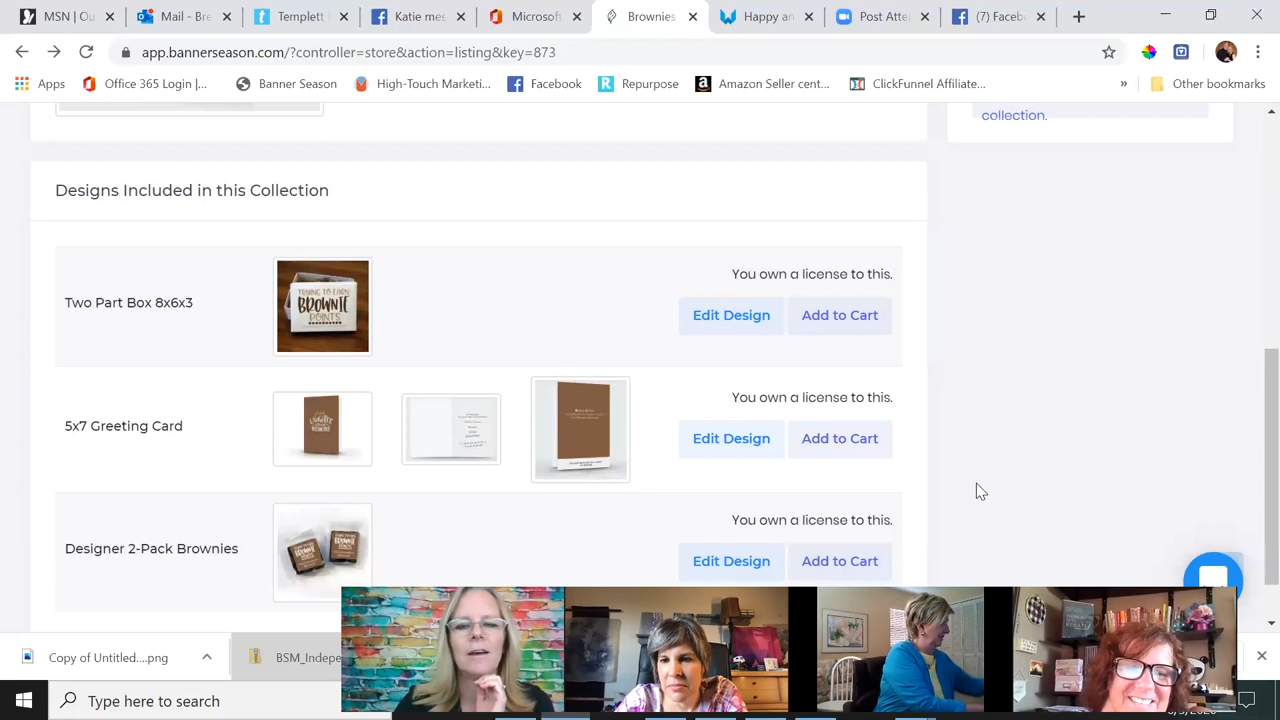 MSN | Ou
Mail - Bre
Templett
Katie mes
Microsoft
Brownies
Happy an
Post Atte
(7) Faceb
app.bannerseason.com/?controller=store&action=listing&key=873
Apps
Office 365 Login |...
Banner Season
High-Touch Marketi...
Facebook
Repurpose
Amazon Seller cent...
ClickFunnel Affiliate...
»
Other bookmarks
collection.
Designs Included in this Collection
Two Part Box 8x6x3
TRYING TO EARN
BROWNIE
POINTS
You own a license to this.
Edit Design
Add to Cart
5x7 Greeting Card
You own a license to this.
Edit Design
Add to Cart
Designer 2-Pack Brownies
You own a license to this.
Edit Design
Add to Cart
Copy of Untitled....png
BSM_Indepe
Type here to search